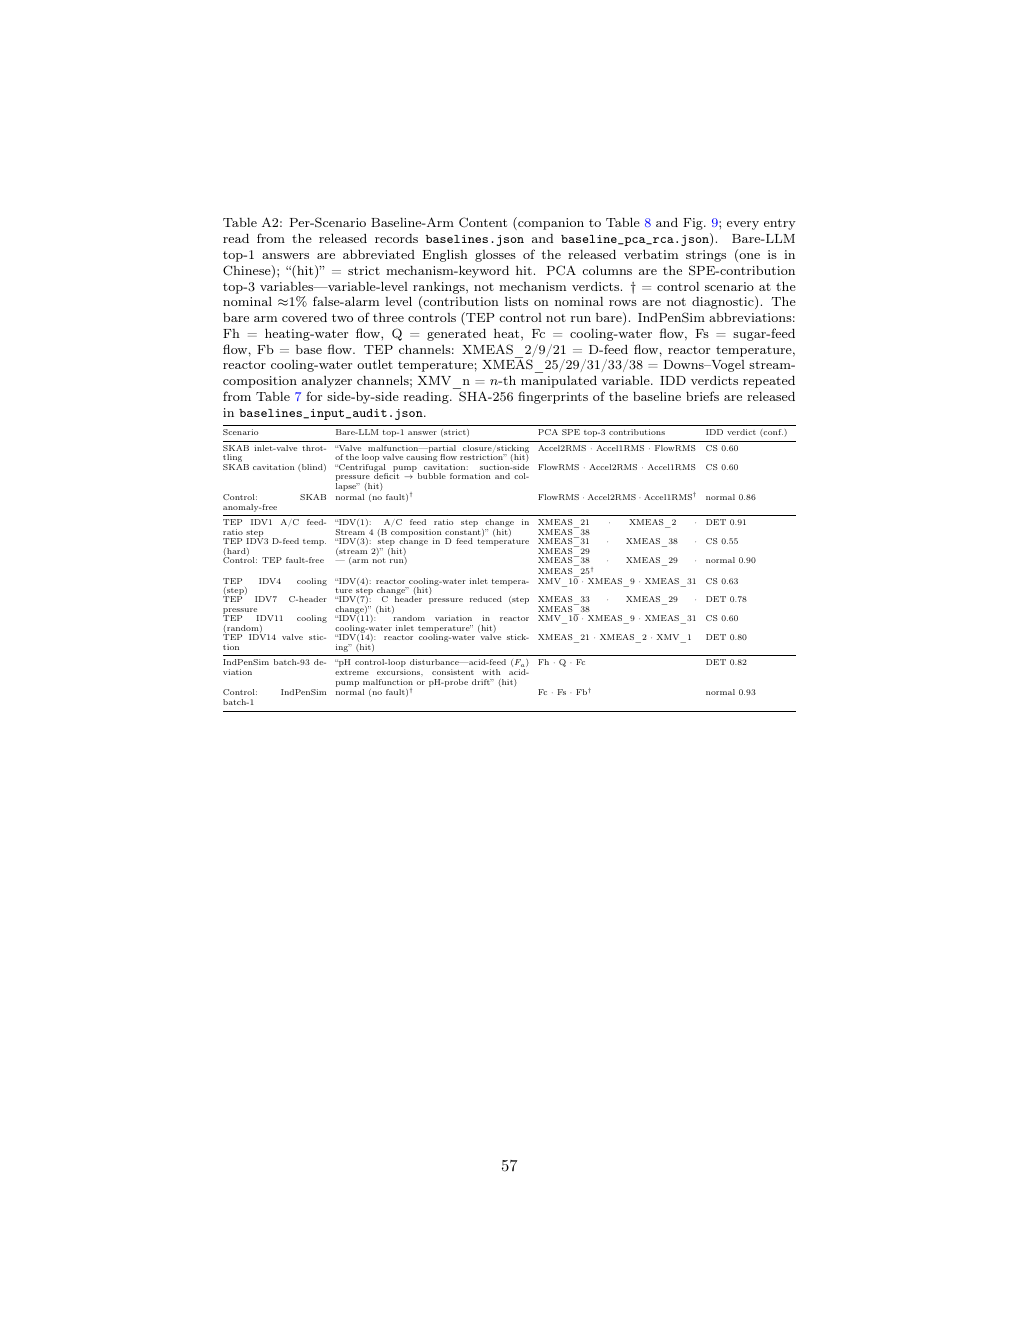 Table A2: Per-Scenario Baseline-Arm Content (companion to Table 8 and Fig. 9; every entry
read from the released records baselines.json and baseline_pca_rca.json). Bare-LLM
top-1 answers are abbreviated English glosses of the released verbatim strings (one is in
Chinese); “(hit)” = strict mechanism-keyword hit. PCA columns are the SPE-contribution
top-3 variables—variable-level rankings, not mechanism verdicts. † = control scenario at the
nominal ≈1% false-alarm level (contribution lists on nominal rows are not diagnostic). The
bare arm covered two of three controls (TEP control not run bare). IndPenSim abbreviations:
Fh = heating-water flow, Q = generated heat, Fc = cooling-water flow, Fs = sugar-feed
flow, Fb = base flow. TEP channels: XMEAS_2/9/21 = D-feed flow, reactor temperature,
reactor cooling-water outlet temperature; XMEAS_25/29/31/33/38 = Downs–Vogel stream-
composition analyzer channels; XMV_n = n-th manipulated variable. IDD verdicts repeated
from Table 7 for side-by-side reading. SHA-256 fingerprints of the baseline briefs are released
in baselines_input_audit.json.
Scenario Bare-LLM top-1 answer (strict) PCA SPE top-3 contributions IDD verdict (conf.)
SKAB inlet-valve throt- “Valve malfunction—partial closure/sticking Accel2RMS · Accel1RMS · FlowRMS CS 0.60
tling of the loop valve causing flow restriction” (hit)
SKAB cavitation (blind) “Centrifugal pump cavitation: suction-side FlowRMS · Accel2RMS · Accel1RMS CS 0.60
pressure deficit → bubble formation and col-
lapse” (hit)
Control: SKAB normal (no fault)† FlowRMS · Accel2RMS · Accel1RMS† normal 0.86
anomaly-free
TEP IDV1 A/C feed- “IDV(1): A/C feed ratio step change in XMEAS_21 · XMEAS_2 · DET 0.91
ratio step Stream 4 (B composition constant)” (hit) XMEAS_38
TEP IDV3 D-feed temp. “IDV(3): step change in D feed temperature XMEAS_31 · XMEAS_38 · CS 0.55
(hard) (stream 2)” (hit) XMEAS_29
Control: TEP fault-free — (arm not run) XMEAS_38 · XMEAS_29 · normal 0.90
XMEAS_25†
TEP IDV4 cooling “IDV(4): reactor cooling-water inlet tempera- XMV_10 · XMEAS_9 · XMEAS_31 CS 0.63
(step) ture step change” (hit)
TEP IDV7 C-header “IDV(7): C header pressure reduced (step XMEAS_33 · XMEAS_29 · DET 0.78
pressure change)” (hit) XMEAS_38
TEP IDV11 cooling “IDV(11): random variation in reactor XMV_10 · XMEAS_9 · XMEAS_31 CS 0.60
(random) cooling-water inlet temperature” (hit)
TEP IDV14 valve stic- “IDV(14): reactor cooling-water valve stick- XMEAS_21 · XMEAS_2 · XMV_1 DET 0.80
tion ing” (hit)
IndPenSim batch-93 de- “pH control-loop disturbance—acid-feed (Fa) Fh · Q · Fc DET 0.82
viation extreme excursions, consistent with acid-
pump malfunction or pH-probe drift” (hit)
Control: IndPenSim normal (no fault)† Fc · Fs · Fb† normal 0.93
batch-1
57